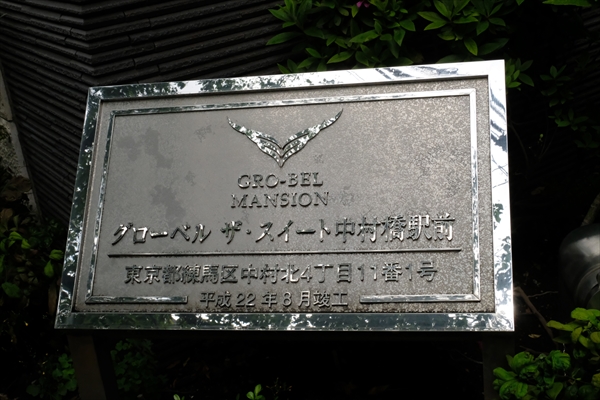 GRO-BEL
MANSION
グローベル ザ・スイート中村橋駅前
東京都練馬区中村北4丁目11番1号
平成22年8月竣工